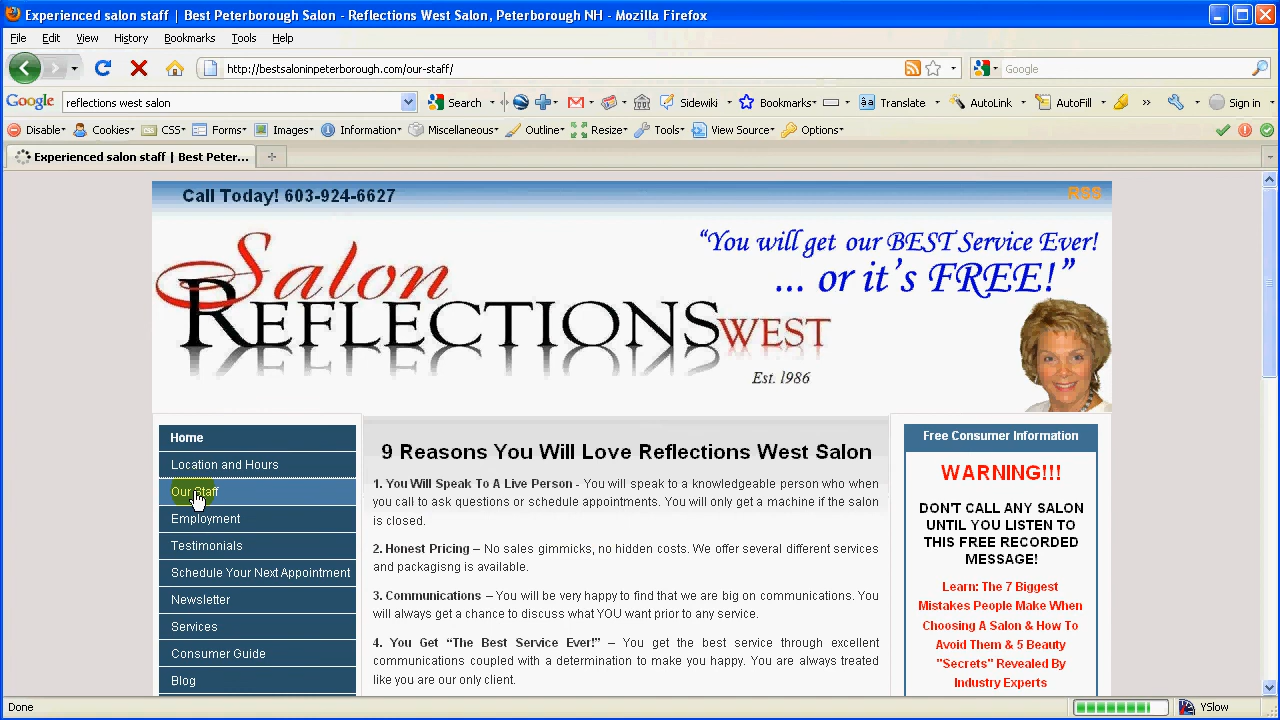 Experienced salon staff | Best Peterborough Salon - Reflections West Salon, Peterborough NH - Mozilla Firefox
File Edit View History Bookmarks Tools Help
http://bestsaloninpeterborough.com/our-staff/ Google
Google reflections west salon Search Sidewiki Bookmarks Translate AutoLink AutoFill Sign in
Disable Cookies CSS Forms Images Information Miscellaneous Outline Resize Tools View Source Options
Experienced salon staff | Best Peter...
Call Today! 603-924-6627 RSS
Salon
REFLECTIONS WEST
Est. 1986
"You will get our BEST Service Ever!
... or it's FREE!"
Home
Location and Hours
Our Staff
Employment
Testimonials
Schedule Your Next Appointment
Newsletter
Services
Consumer Guide
Blog
9 Reasons You Will Love Reflections West Salon
1. You Will Speak To A Live Person - You will speak to a knowledgeable person who when
you call to ask questions or schedule appointments. You will only get a machine if the salon
is closed.
2. Honest Pricing – No sales gimmicks, no hidden costs. We offer several different services
and packagisng is available.
3. Communications – You will be very happy to find that we are big on communications. You
will always get a chance to discuss what YOU want prior to any service.
4. You Get “The Best Service Ever!” – You get the best service through excellent
communications coupled with a determination to make you happy. You are always treated
like you are our only client.
Free Consumer Information
WARNING!!!
DON'T CALL ANY SALON
UNTIL YOU LISTEN TO
THIS FREE RECORDED
MESSAGE!
Learn: The 7 Biggest
Mistakes People Make When
Choosing A Salon & How To
Avoid Them & 5 Beauty
"Secrets" Revealed By
Industry Experts
Done YSlow